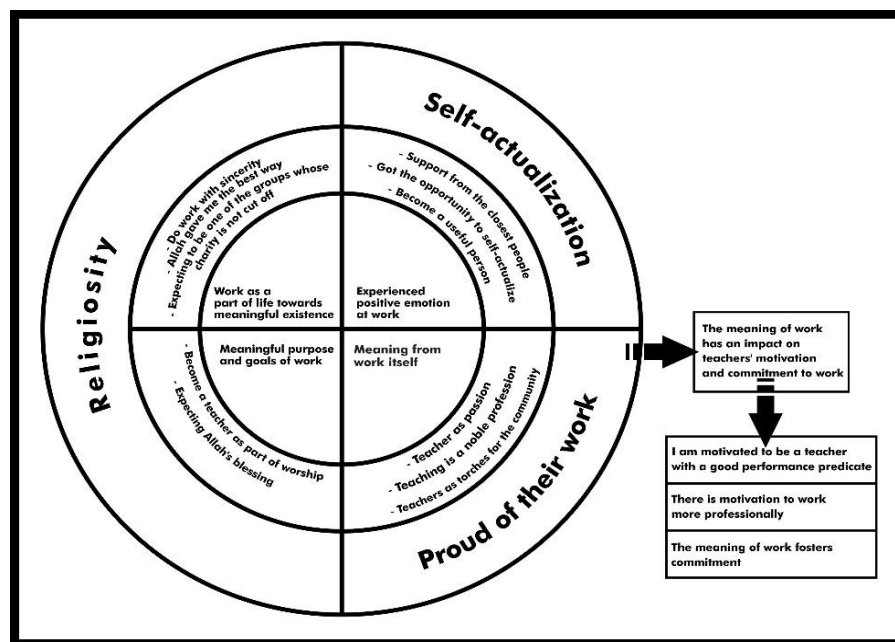 Self-actualization
- Support from the closest people
- Got the opportunity to self-actualize
- Become a useful person
- Do work with sincerity
- Allah gave me the best way
- Expecting to be one of the groups whose
charity is not cut off
Religiosity
Work as a
part of life towards
meaningful existence
Experienced
positive emotion
at work
Meaningful purpose
and goals of work
Meaning from
work itself
- Become a teacher as part of worship
- Expecting Allah's blessing
- Teacher as passion
- Teaching is a noble profession
- Teachers as torches for the community
Proud of their work
The meaning of work
has an impact on
teachers' motivation
and commitment to work
I am motivated to be a teacher
with a good performance predicate
There is motivation to work
more professionally
The meaning of work fosters
commitment